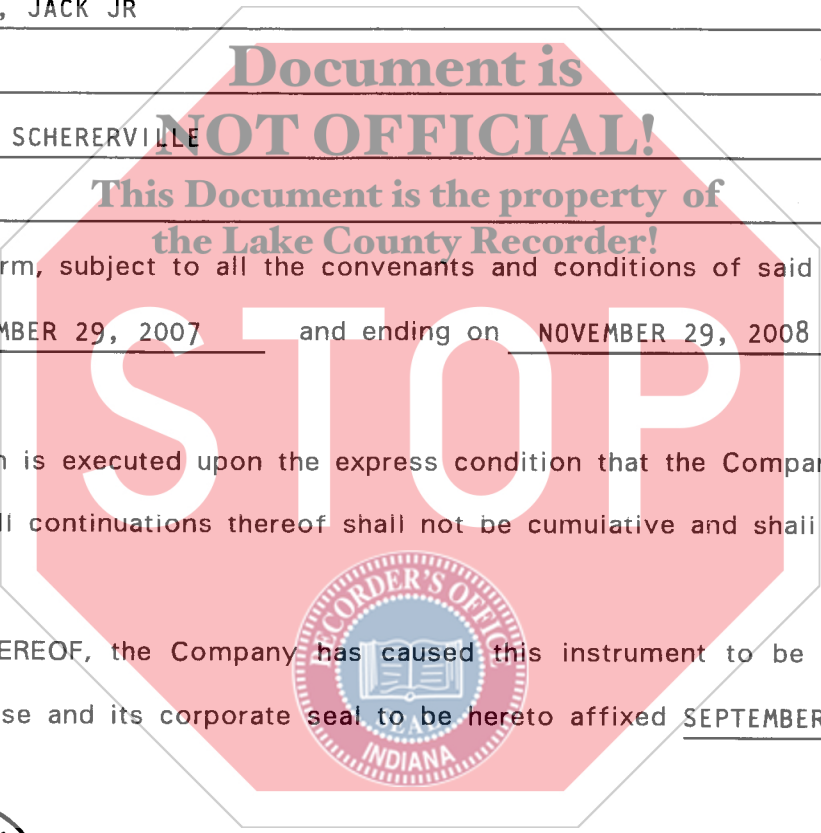 , JACK JR
Document is
NOT OFFICIAL!
SCHERERVILLE
This Document is the property of
the Lake County Recorder!
rm, subject to all the convenants and conditions of said
MBER 29, 2007 and ending on NOVEMBER 29, 2008
STOP
n is executed upon the express condition that the Compan
ll continuations thereof shall not be cumulative and shall
RECORDER'S OFFICE
EREOF, the Company has caused this instrument to be
se and its corporate seal to be hereto affixed SEPTEMBER
SEAL
INDIANA